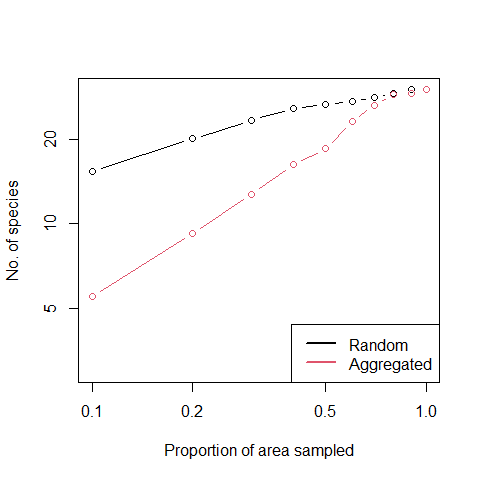 No. of species
20
10
5
0.1
0.2
0.5
1.0
Proportion of area sampled
Random
Aggregated